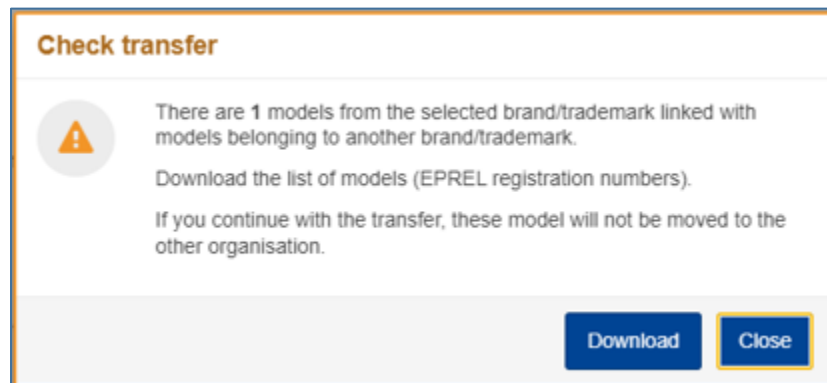 Check transfer
There are 1 models from the selected brand/trademark linked with
models belonging to another brand/trademark.
Download the list of models (EPREL registration numbers).
If you continue with the transfer, these model will not be moved to the
other organisation.
Download
Close